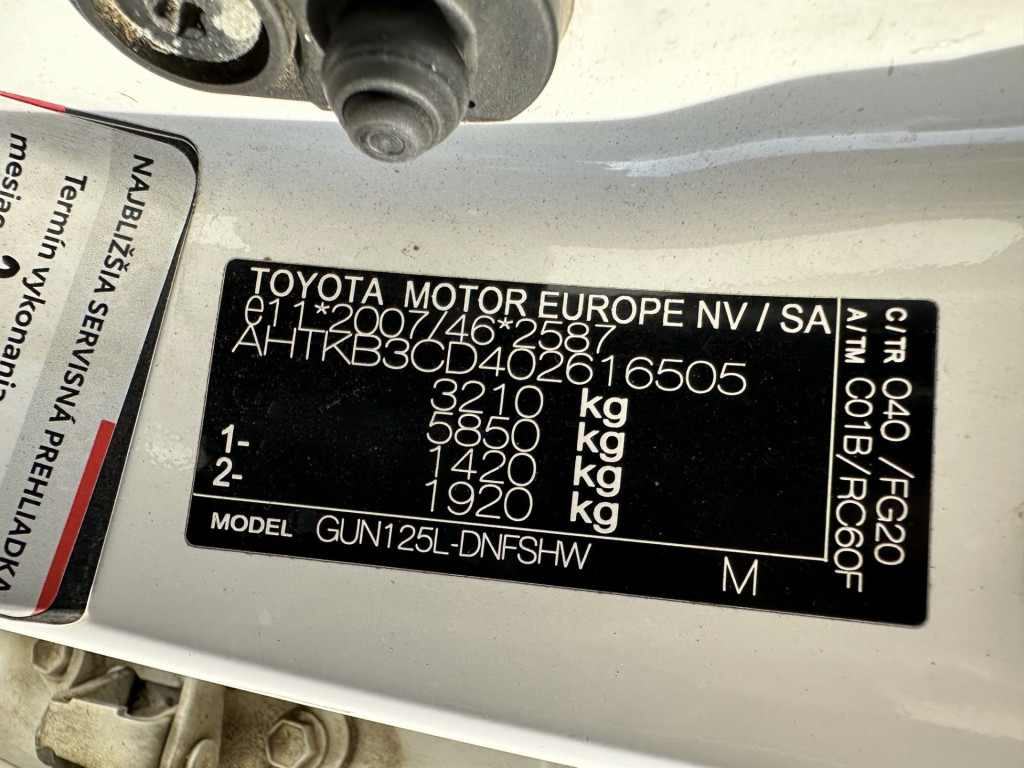 NAJBLIŽŠIA SERVISNÁ PREHLIADKA
Termín vykonania
mesiac
TOYOTA MOTOR EUROPE NV / SA
e11*2007/46*2587
AHTKB3CD402616505
3210 kg
5850 kg
1- 1420 kg
2- 1920 kg
MODEL GUN125L-DNFSHW
M
C/TR 040 /FG20
A/TM C01B/RC60F